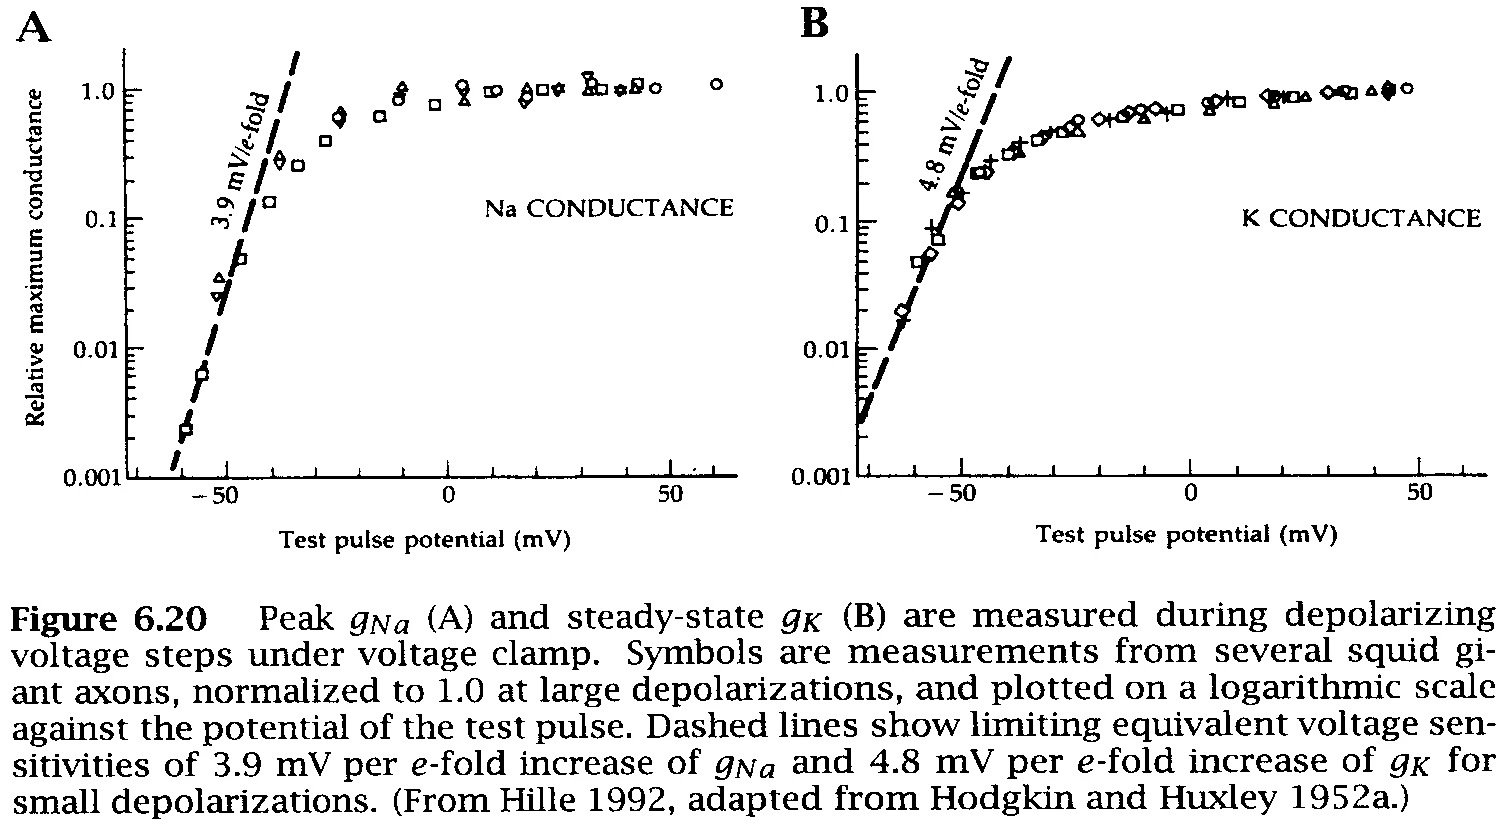 A
B
Relative maximum conductance
1.0
0.1
0.01
0.001
3.9 mV/e-fold
Na CONDUCTANCE
−50
0
50
Test pulse potential (mV)
1.0
0.1
0.01
0.001
4.8 mV/e-fold
K CONDUCTANCE
−50
0
50
Test pulse potential (mV)
Figure 6.20 Peak gNa (A) and steady-state gK (B) are measured during depolarizing
voltage steps under voltage clamp. Symbols are measurements from several squid gi-
ant axons, normalized to 1.0 at large depolarizations, and plotted on a logarithmic scale
against the potential of the test pulse. Dashed lines show limiting equivalent voltage sen-
sitivities of 3.9 mV per e-fold increase of gNa and 4.8 mV per e-fold increase of gK for
small depolarizations. (From Hille 1992, adapted from Hodgkin and Huxley 1952a.)